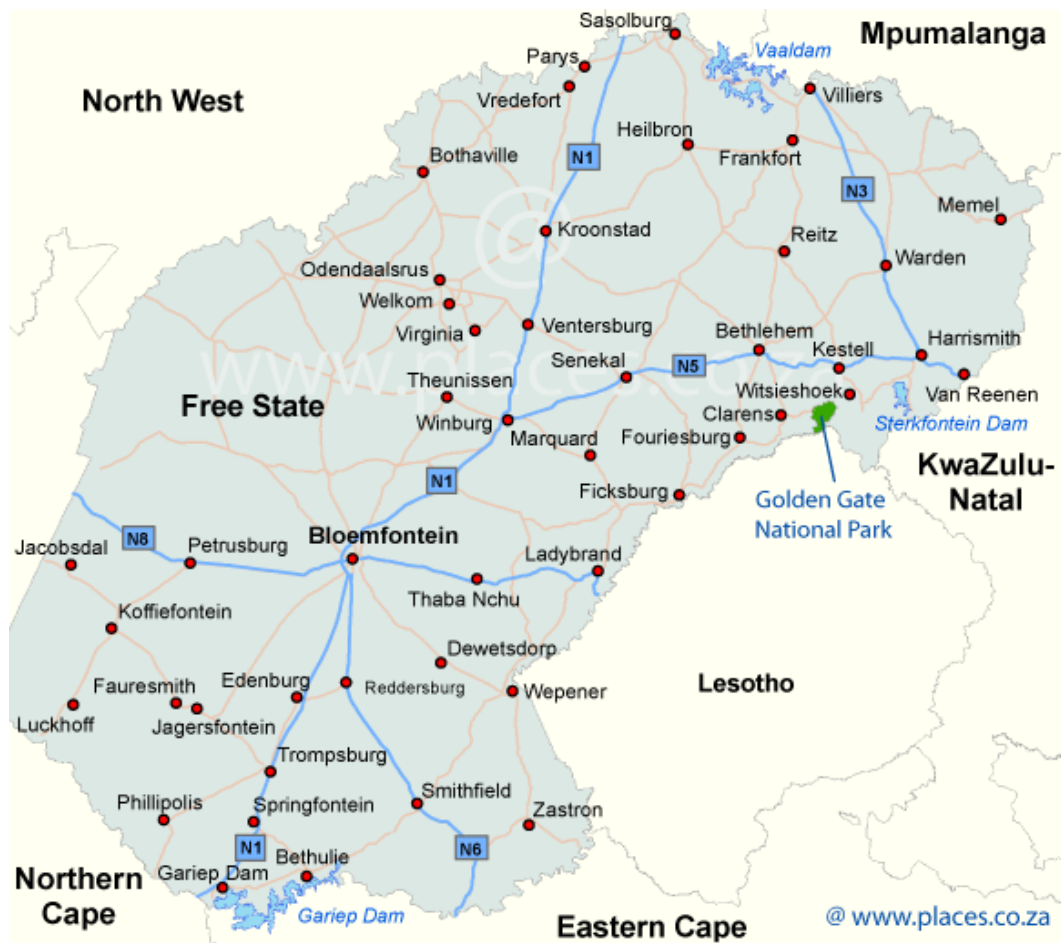 Sasolburg
Vaaldam
Mpumalanga
Parys
North West
Vredefort
Villiers
Heilbron
Frankfort
N1
Bothaville
N3
Memel
@
Kroonstad
Reitz
Warden
Odendaalsrus
Welkom
Virginia
Ventersburg
Bethlehem
Harrismith
Senekal
N5
Kestell
www.places.co.za
Theunissen
Witsieshoek
Van Reenen
Free State
Winburg
Clarens
Sterkfontein Dam
Marquard
Fouriesburg
KwaZulu-
Natal
N1
Ficksburg
Golden Gate
National Park
N8
Bloemfontein
Jacobsdal
Petrusburg
Ladybrand
Thaba Nchu
Koffiefontein
Dewetsdorp
Lesotho
Fauresmith
Edenburg
Reddersburg
Wepener
Luckhoff
Jagersfontein
Trompsburg
Phillipolis
Springfontein
Smithfield
Zastron
N1
Bethulie
N6
Gariep Dam
Northern
Cape
Gariep Dam
Eastern Cape
@ www.places.co.za